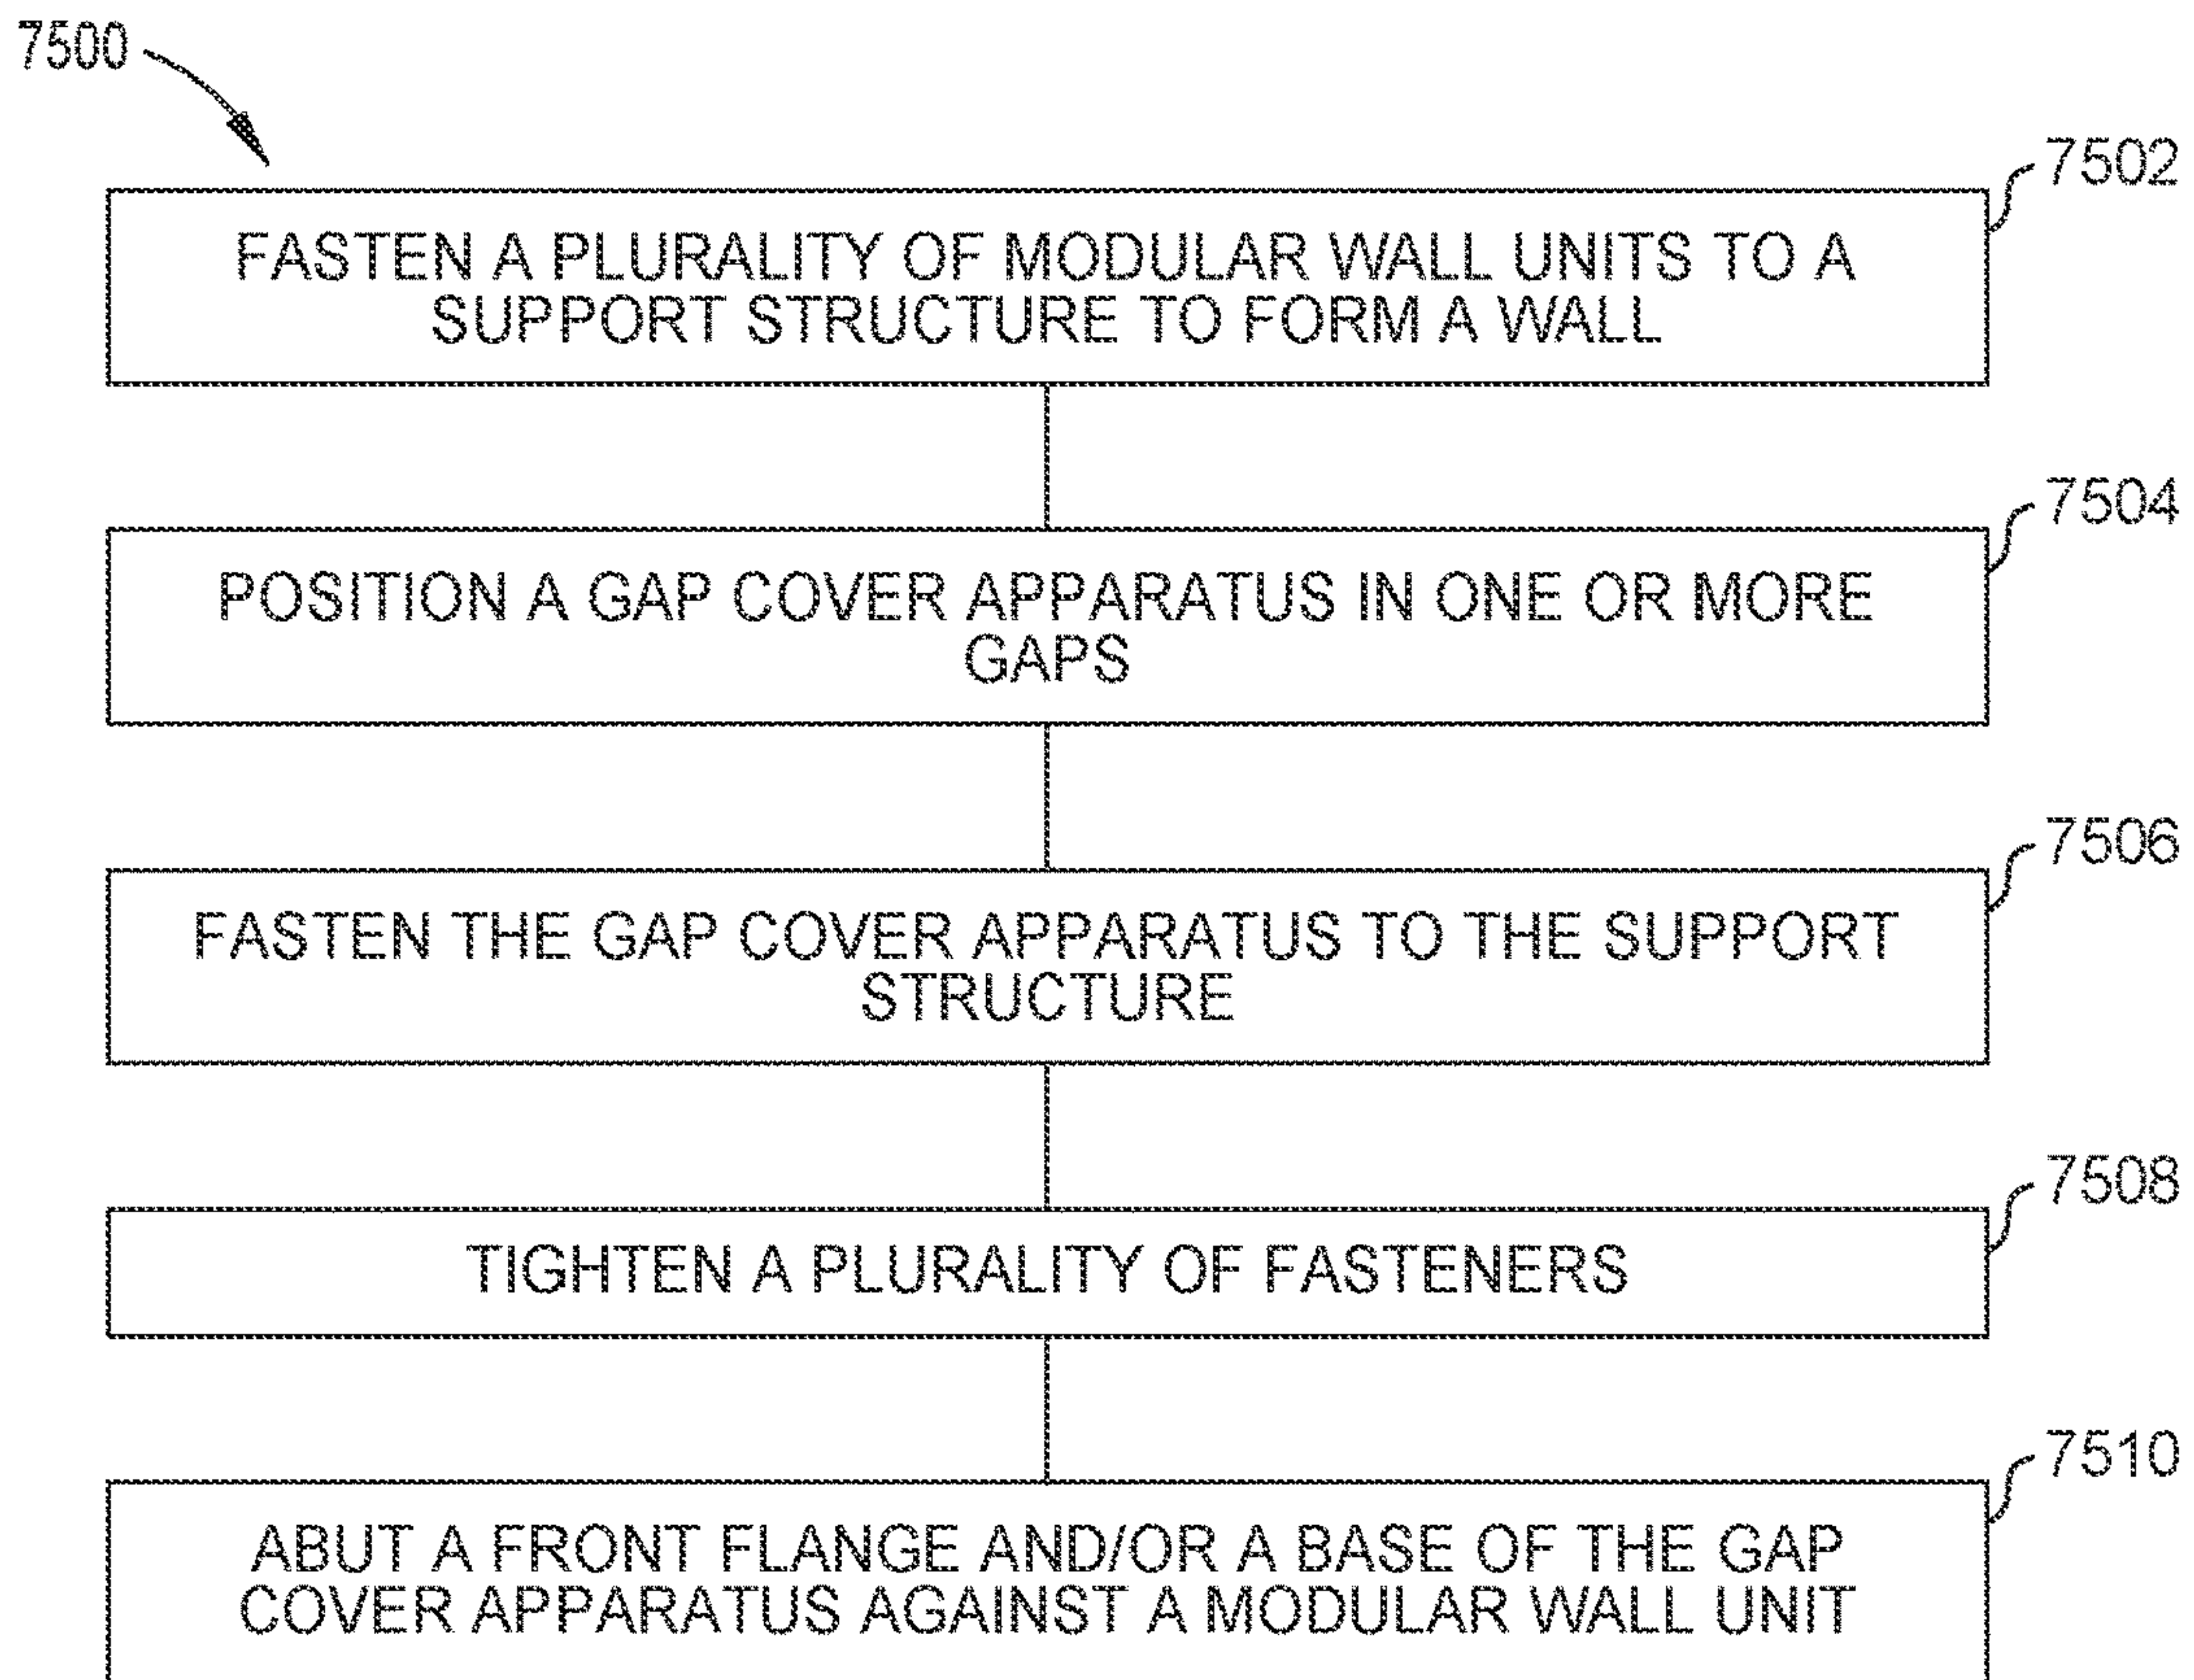 7500
7502
FASTEN A PLURALITY OF MODULAR WALL UNITS TO A
SUPPORT STRUCTURE TO FORM A WALL
7504
POSITION A GAP COVER APPARATUS IN ONE OR MORE
GAPS
7506
FASTEN THE GAP COVER APPARATUS TO THE SUPPORT
STRUCTURE
7508
TIGHTEN A PLURALITY OF FASTENERS
7510
ABUT A FRONT FLANGE AND/OR A BASE OF THE GAP
COVER APPARATUS AGAINST A MODULAR WALL UNIT